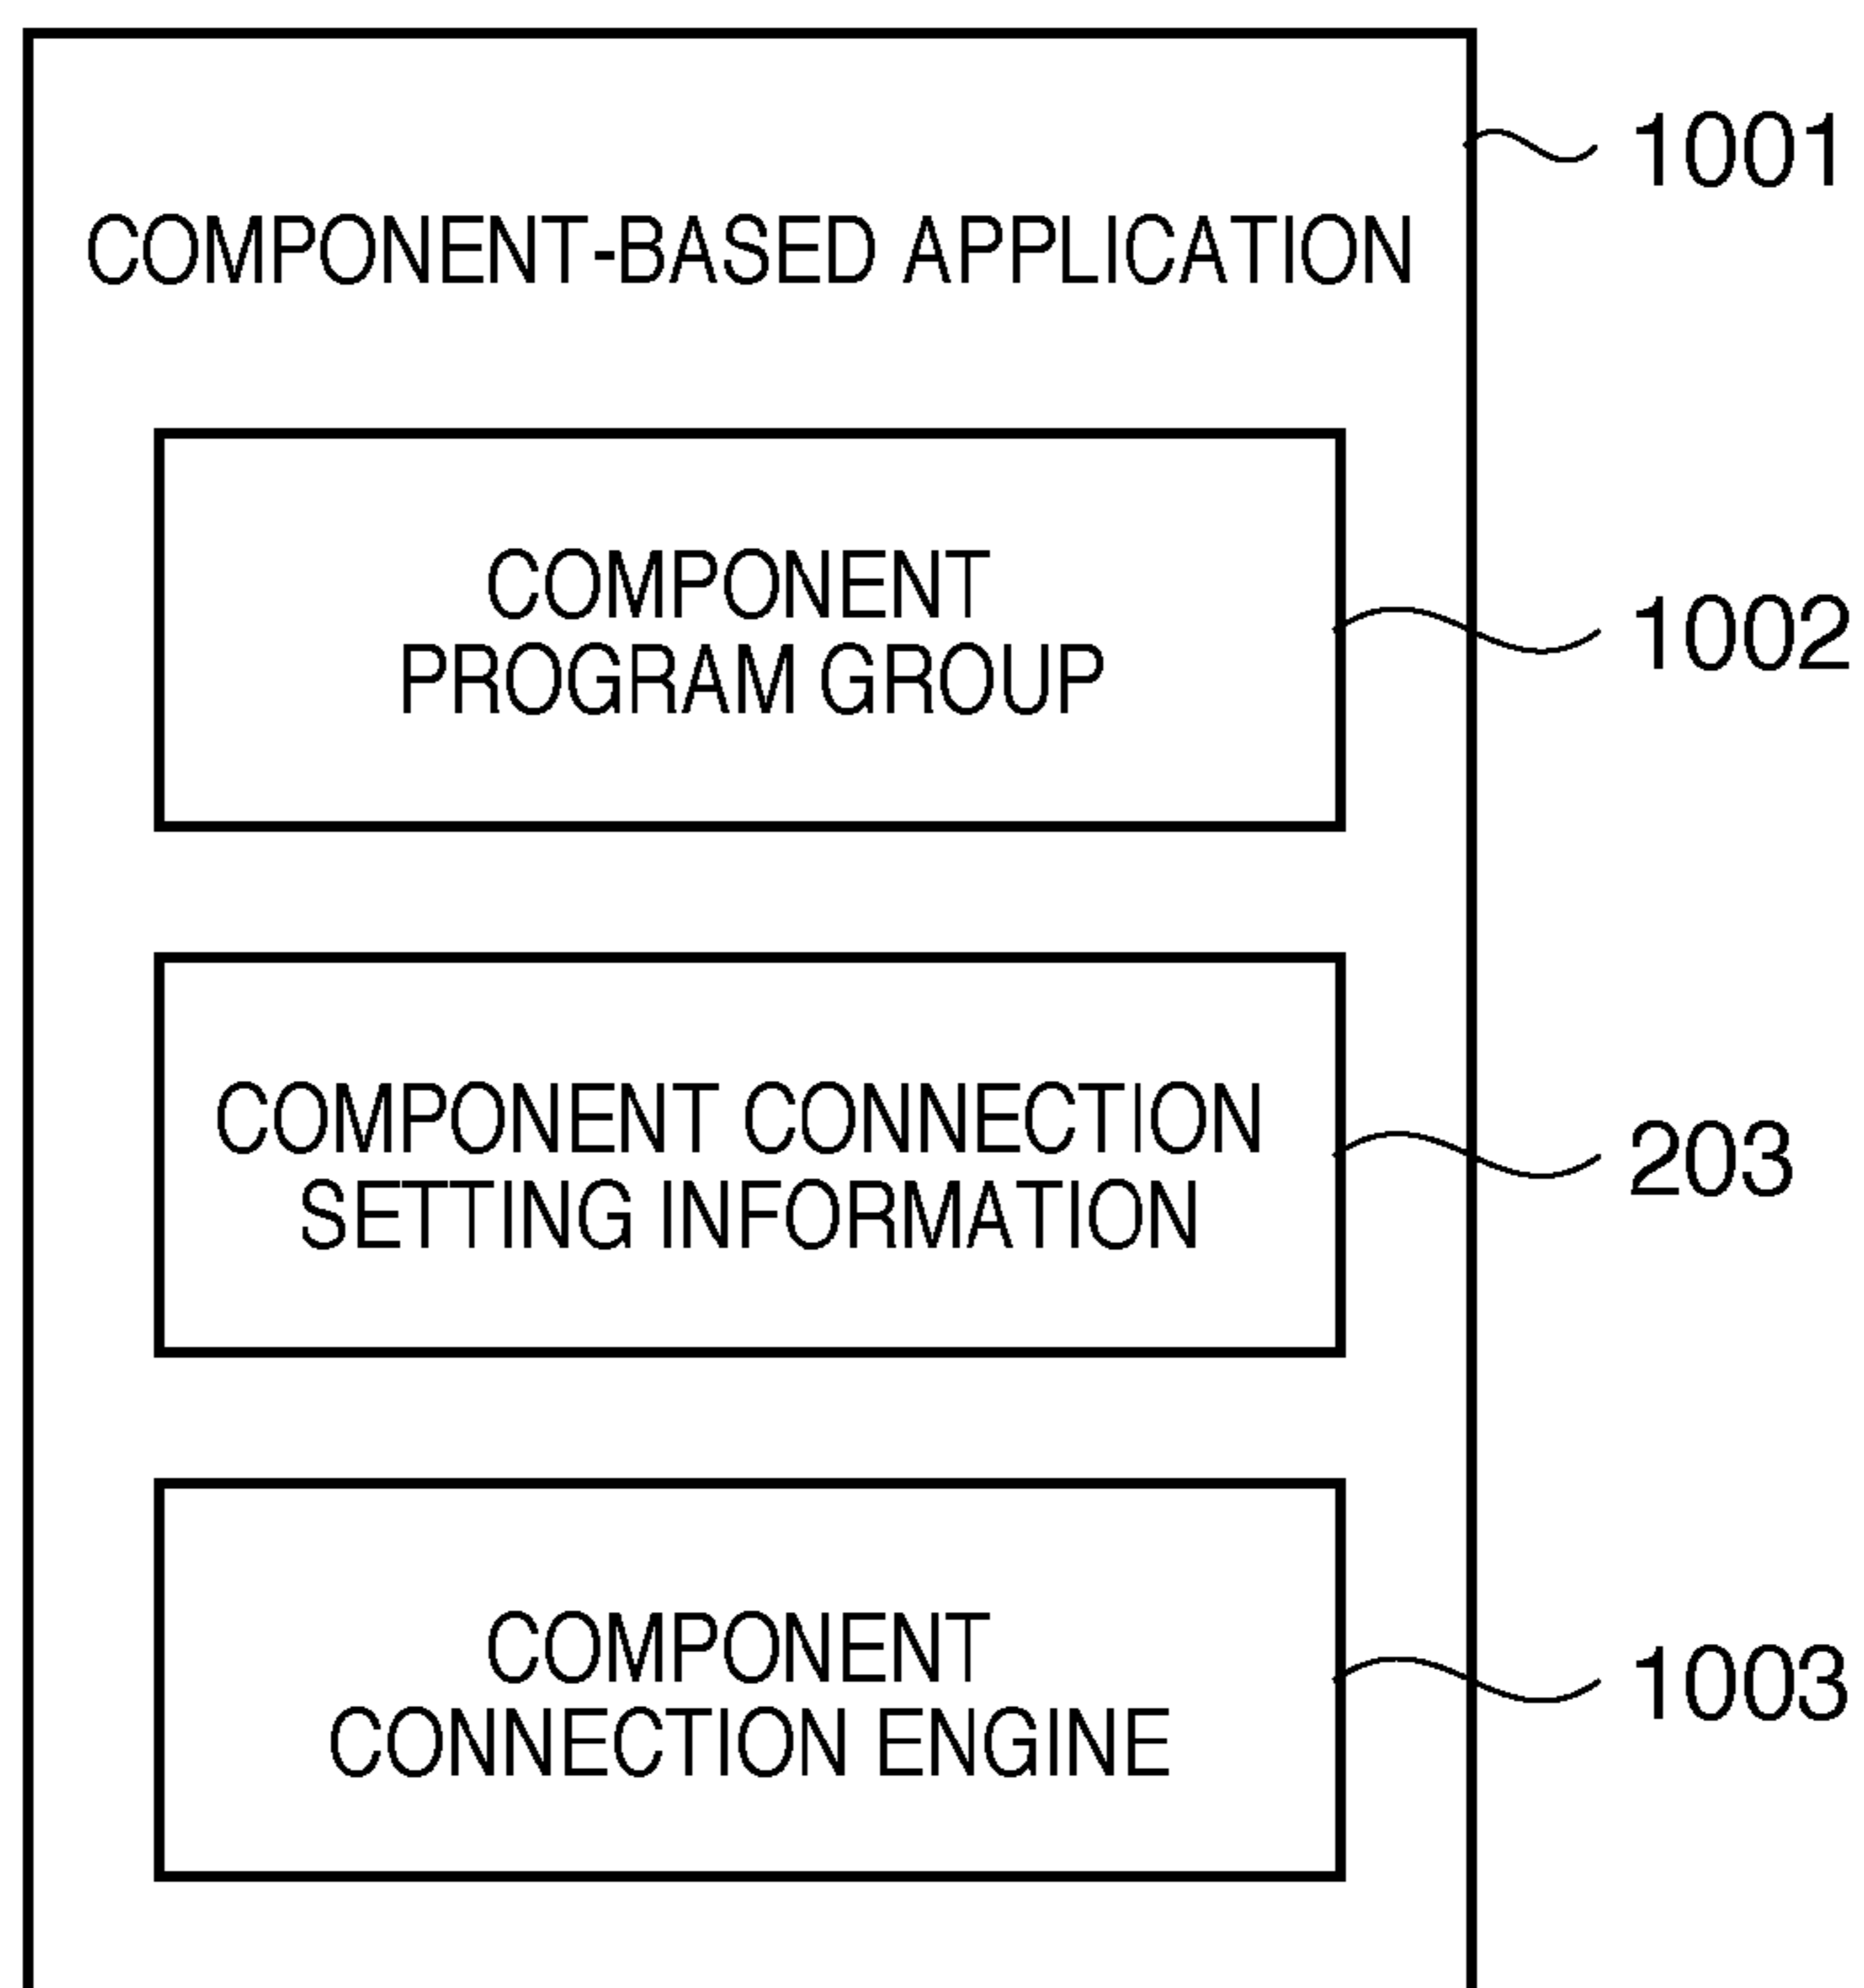 1001
COMPONENT-BASED APPLICATION
COMPONENT
PROGRAM GROUP
1002
COMPONENT CONNECTION
SETTING INFORMATION
203
COMPONENT
CONNECTION ENGINE
1003